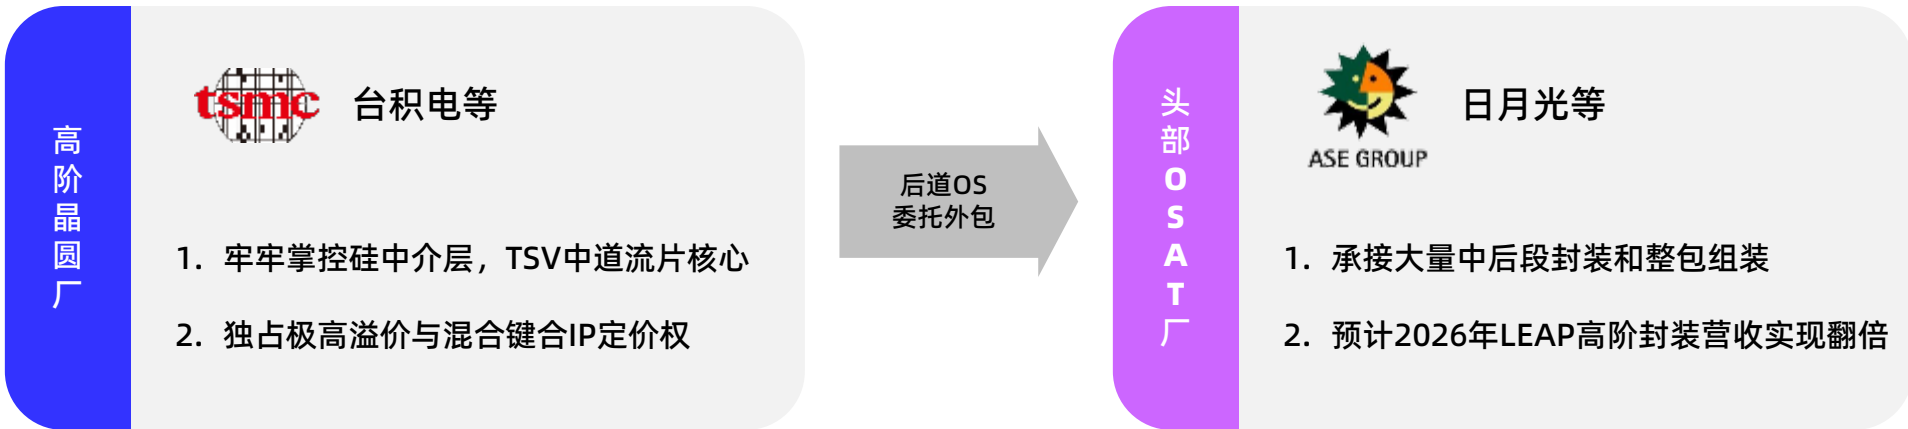 高阶晶圆厂
tsmc
台积电等
1. 牢牢掌控硅中介层，TSV中道流片核心
2. 独占极高溢价与混合键合IP定价权
后道OS
委托外包
头部OSAT厂
ASE GROUP
日月光等
1. 承接大量中后段封装和整包组装
2. 预计2026年LEAP高阶封装营收实现翻倍